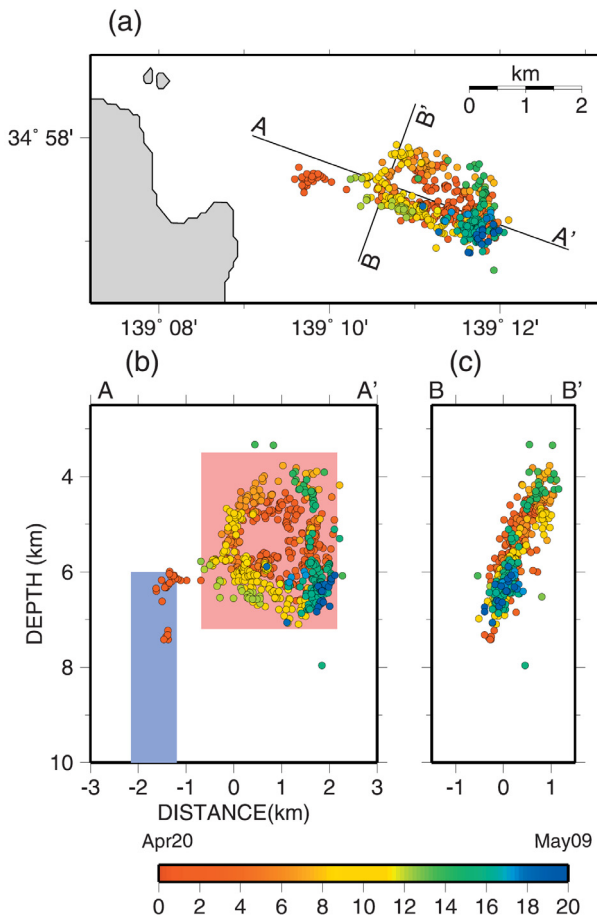 (a)
km
0 1 2
34° 58'
A
B'
B
A'
139° 08' 139° 10' 139° 12'
(b) (c)
A A' B B'
4
6
8
10
DEPTH (km)
-3 -2 -1 0 1 2 3 -1 0 1
DISTANCE(km)
Apr20 May09
0 2 4 6 8 10 12 14 16 18 20